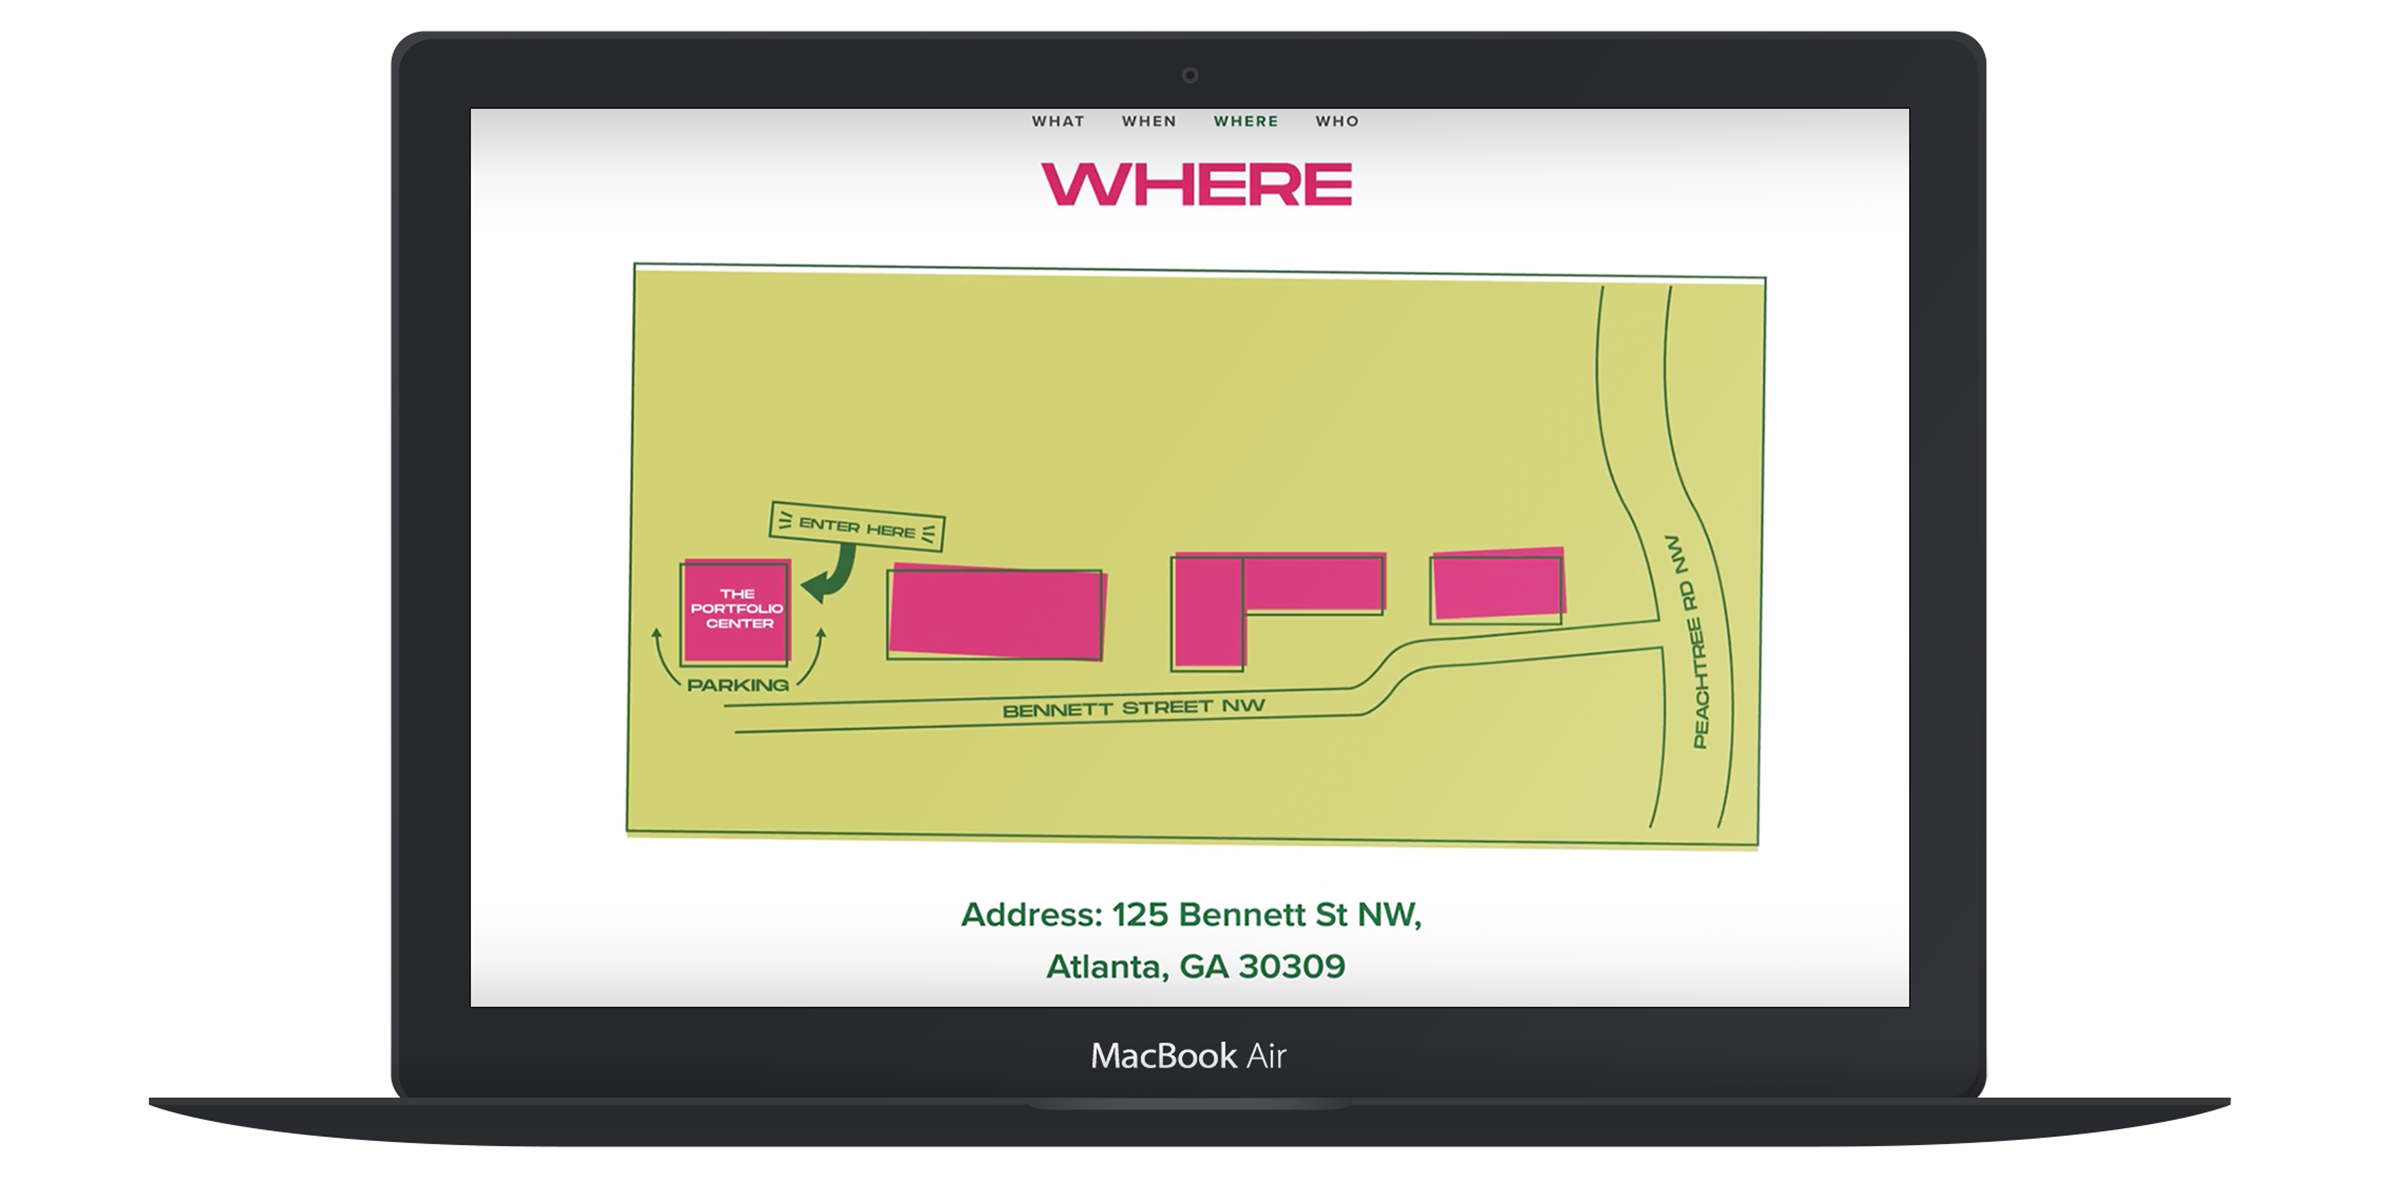 WHAT WHEN WHERE WHO
WHERE
ENTER HERE
THE
PORTFOLIO
CENTER
PARKING
BENNETT STREET NW
PEACHTREE RD NW
Address: 125 Bennett St NW,
Atlanta, GA 30309
MacBook Air